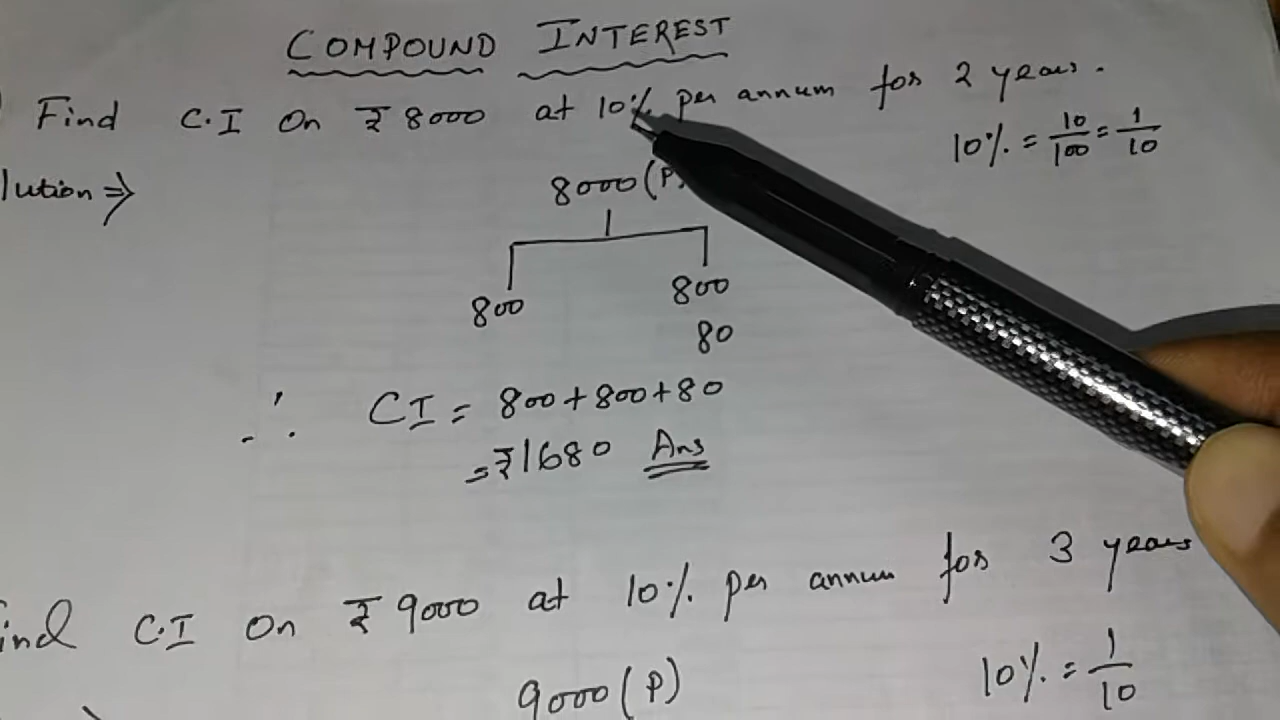 COMPOUND INTEREST
Find C.I On ₹ 8000 at 10% per annum for 2 years.
10% = 10/100 = 1/10
lution ⇒
8000 (P)
800 800
80
∴ CI = 800 + 800 + 80
= ₹1680 Ans
ind C.I On ₹ 9000 at 10% per annum for 3 years
9000 (P)
10% = 1/10